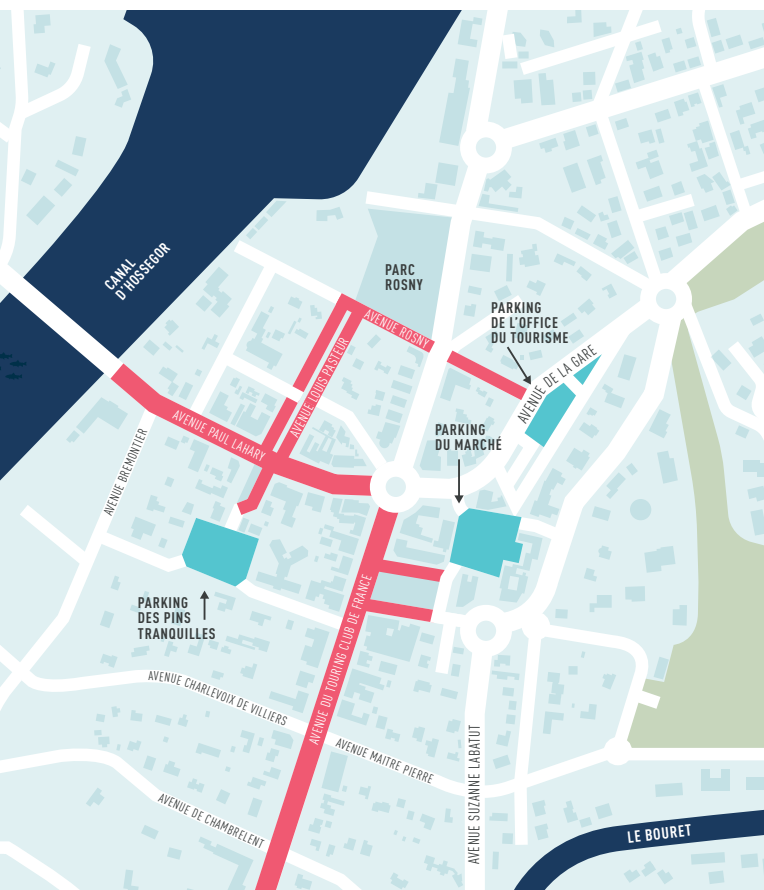 CANAL
D'HOSSEGOR
PARC
ROSNY
AVENUE ROSNY
PARKING
DE L'OFFICE
DU TOURISME
AVENUE DE LA GARE
AVENUE LOUIS PASTEUR
AVENUE PAUL LAHARY
PARKING
DU MARCHÉ
AVENUE BREMONTIER
PARKING
DES PINS
TRANQUILLES
AVENUE DU TOURING CLUB DE FRANCE
AVENUE CHARLEVOIX DE VILLIERS
AVENUE MAITRE PIERRE
AVENUE SUZANNE LABATUT
AVENUE DE CHAMBRELENT
LE BOURET